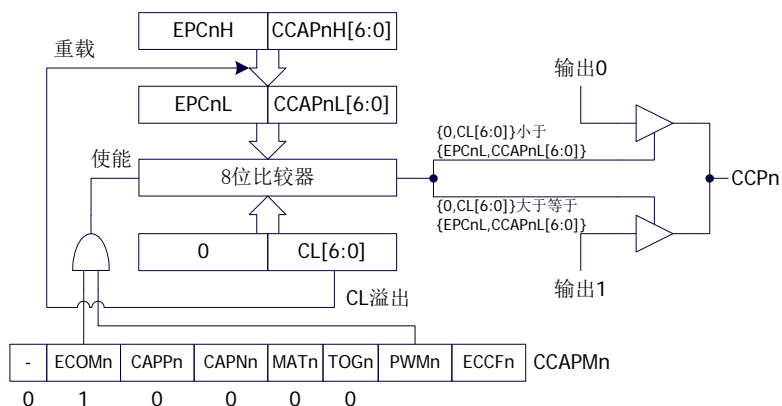 EPCnH CCAPnH[6:0]
重载
EPCnL CCAPnL[6:0]
输出0
{0,CL[6:0]}小于
{EPCnL,CCAPnL[6:0]}
使能
8位比较器
CCPn
{0,CL[6:0]}大于等于
{EPCnL,CCAPnL[6:0]}
0 CL[6:0]
CL溢出
输出1
- ECOMn CAPPn CAPNn MATn TOGn PWMn ECCFn CCAPMn
0 1 0 0 0 0